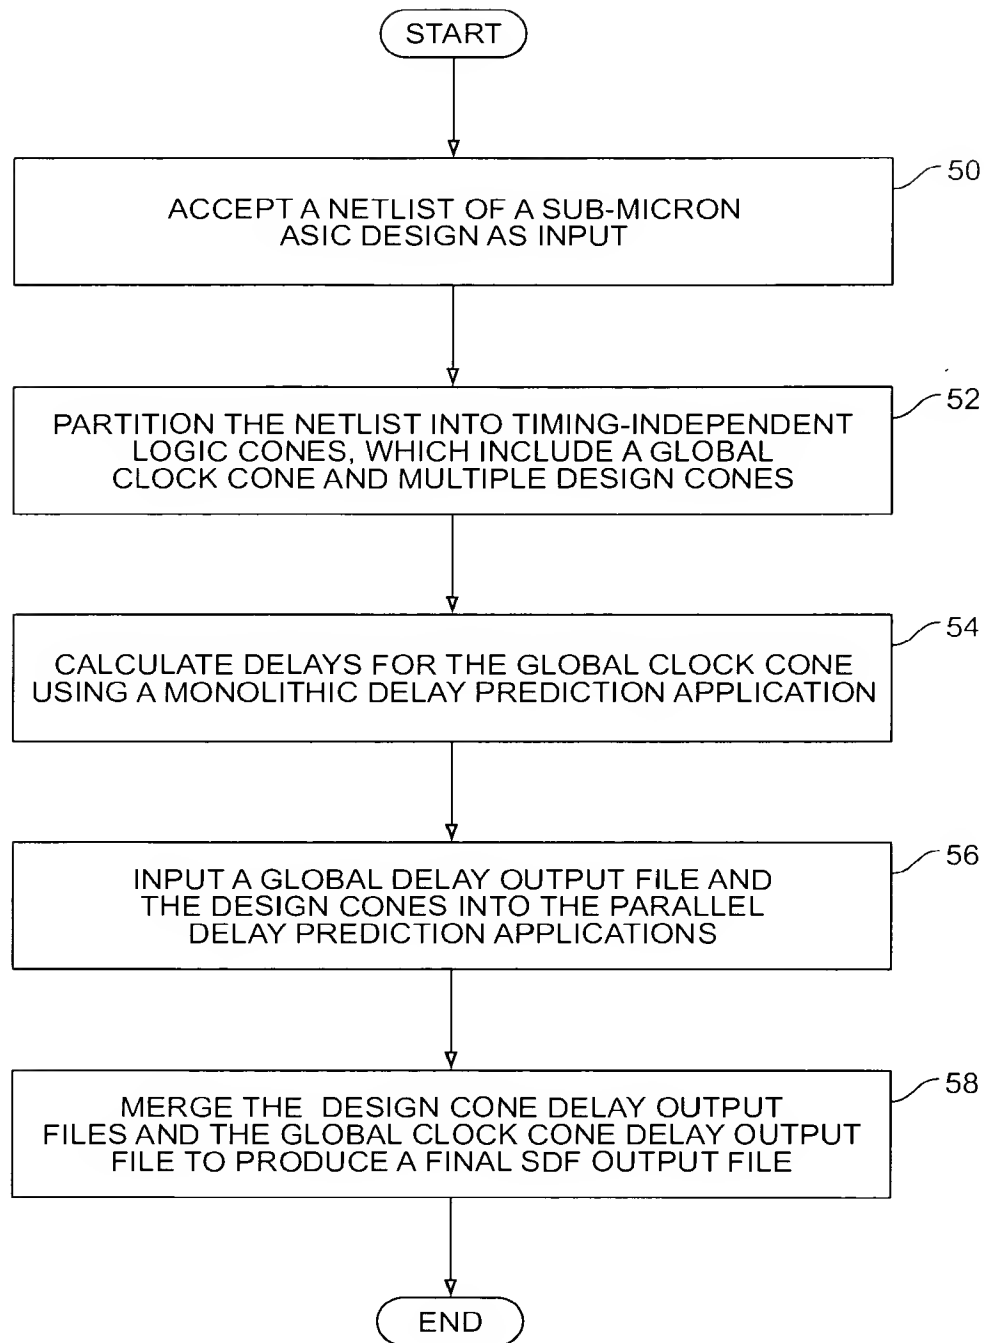 START
50
ACCEPT A NETLIST OF A SUB-MICRON
ASIC DESIGN AS INPUT
52
PARTITION THE NETLIST INTO TIMING-INDEPENDENT
LOGIC CONES, WHICH INCLUDE A GLOBAL
CLOCK CONE AND MULTIPLE DESIGN CONES
54
CALCULATE DELAYS FOR THE GLOBAL CLOCK CONE
USING A MONOLITHIC DELAY PREDICTION APPLICATION
56
INPUT A GLOBAL DELAY OUTPUT FILE AND
THE DESIGN CONES INTO THE PARALLEL
DELAY PREDICTION APPLICATIONS
58
MERGE THE DESIGN CONE DELAY OUTPUT
FILES AND THE GLOBAL CLOCK CONE DELAY OUTPUT
FILE TO PRODUCE A FINAL SDF OUTPUT FILE
END